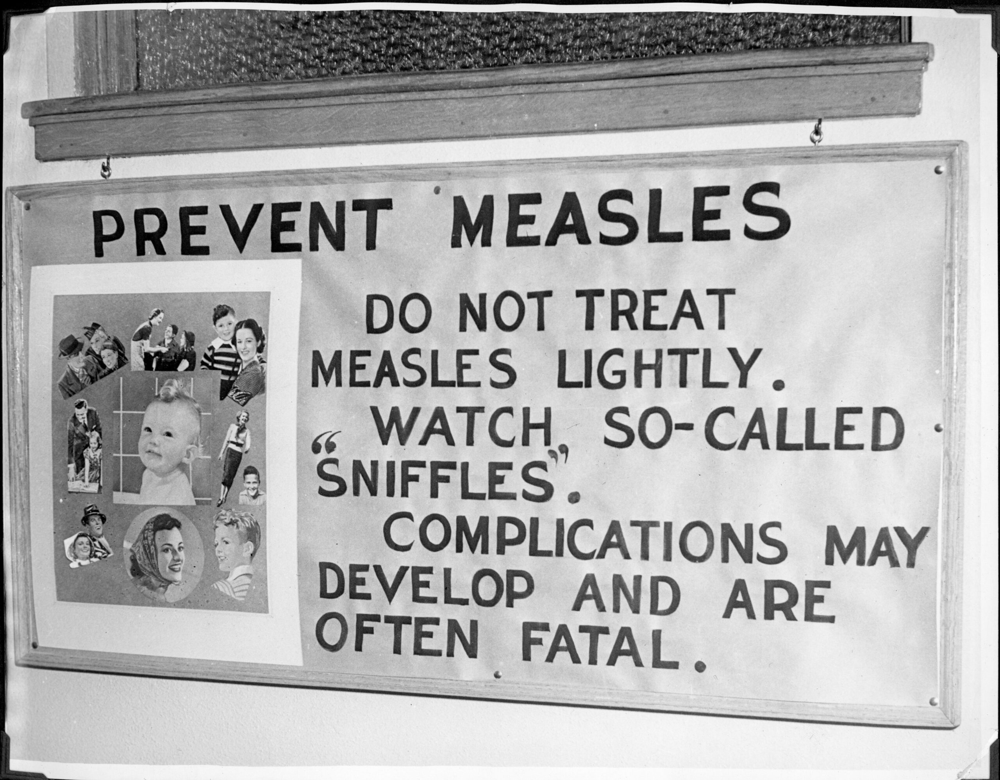 PREVENT MEASLES
DO NOT TREAT
MEASLES LIGHTLY.
WATCH, SO-CALLED
“SNIFFLES”.
COMPLICATIONS MAY
DEVELOP AND ARE
OFTEN FATAL.